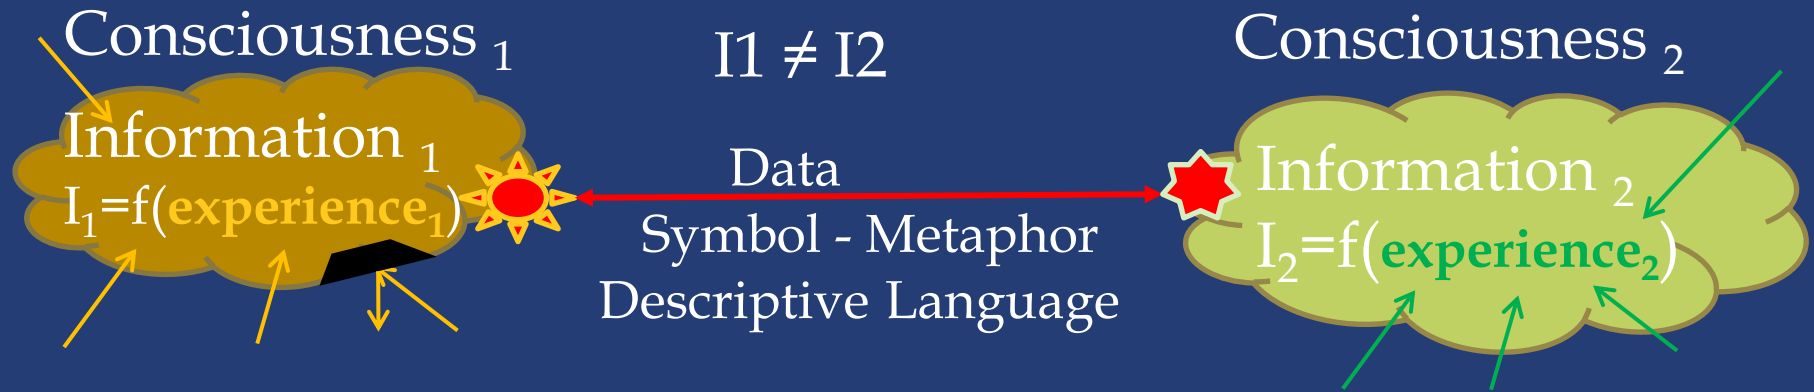 Consciousness 1
Information 1
I1=f(experience1)
I1 ≠ I2
Data
Symbol - Metaphor
Descriptive Language
Consciousness 2
Information 2
I2=f(experience2)